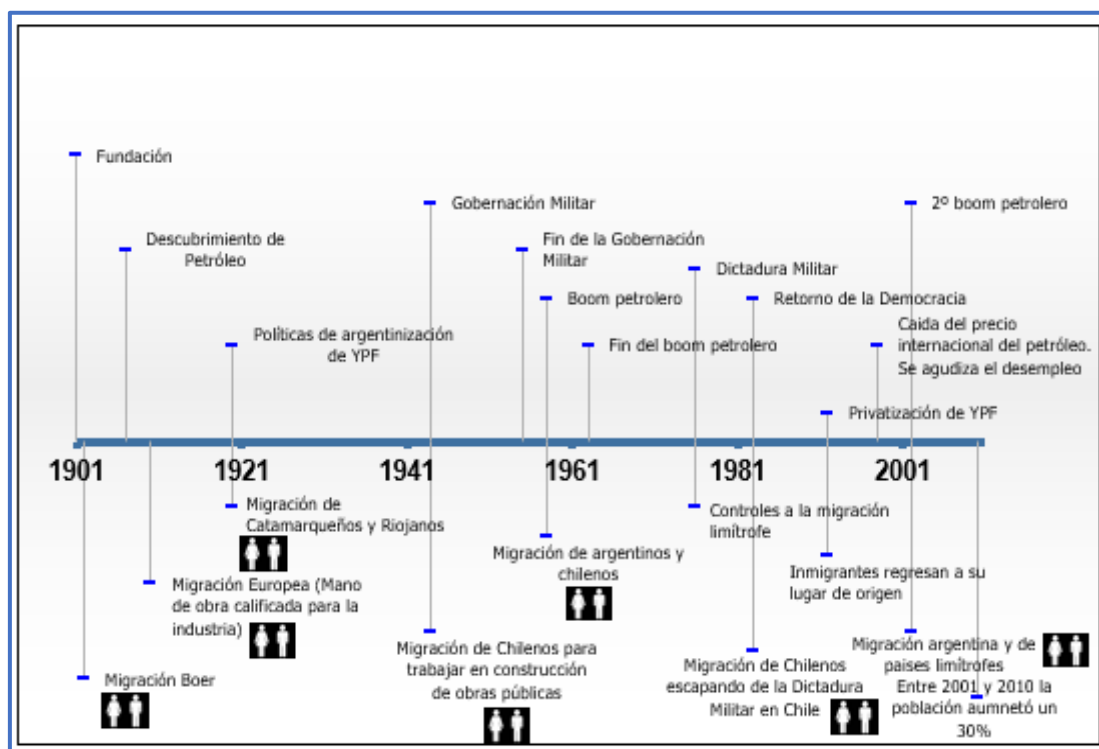 Fundación
Gobernación Militar
2º boom petrolero
Descubrimiento de
Petróleo
Fin de la Gobernación
Militar
Dictadura Militar
Boom petrolero
Retorno de la Democracia
Políticas de argentinización
de YPF
Fin del boom petrolero
Caida del precio
internacional del petróleo.
Se agudiza el desempleo
Privatización de YPF
1901
1921
1941
1961
1981
2001
Migración de
Catamarqueños y Riojanos
Controles a la migración
limítrofe
Migración de argentinos y
chilenos
Migración Europea (Mano
de obra calificada para la
industria)
Inmigrantes regresan a su
lugar de origen
Migración de Chilenos para
trabajar en construcción
de obras públicas
Migración Boer
Migración de Chilenos
escapando de la Dictadura
Militar en Chile
Migración argentina y de
paises limítrofes
Entre 2001 y 2010 la
población aumnetó un
30%